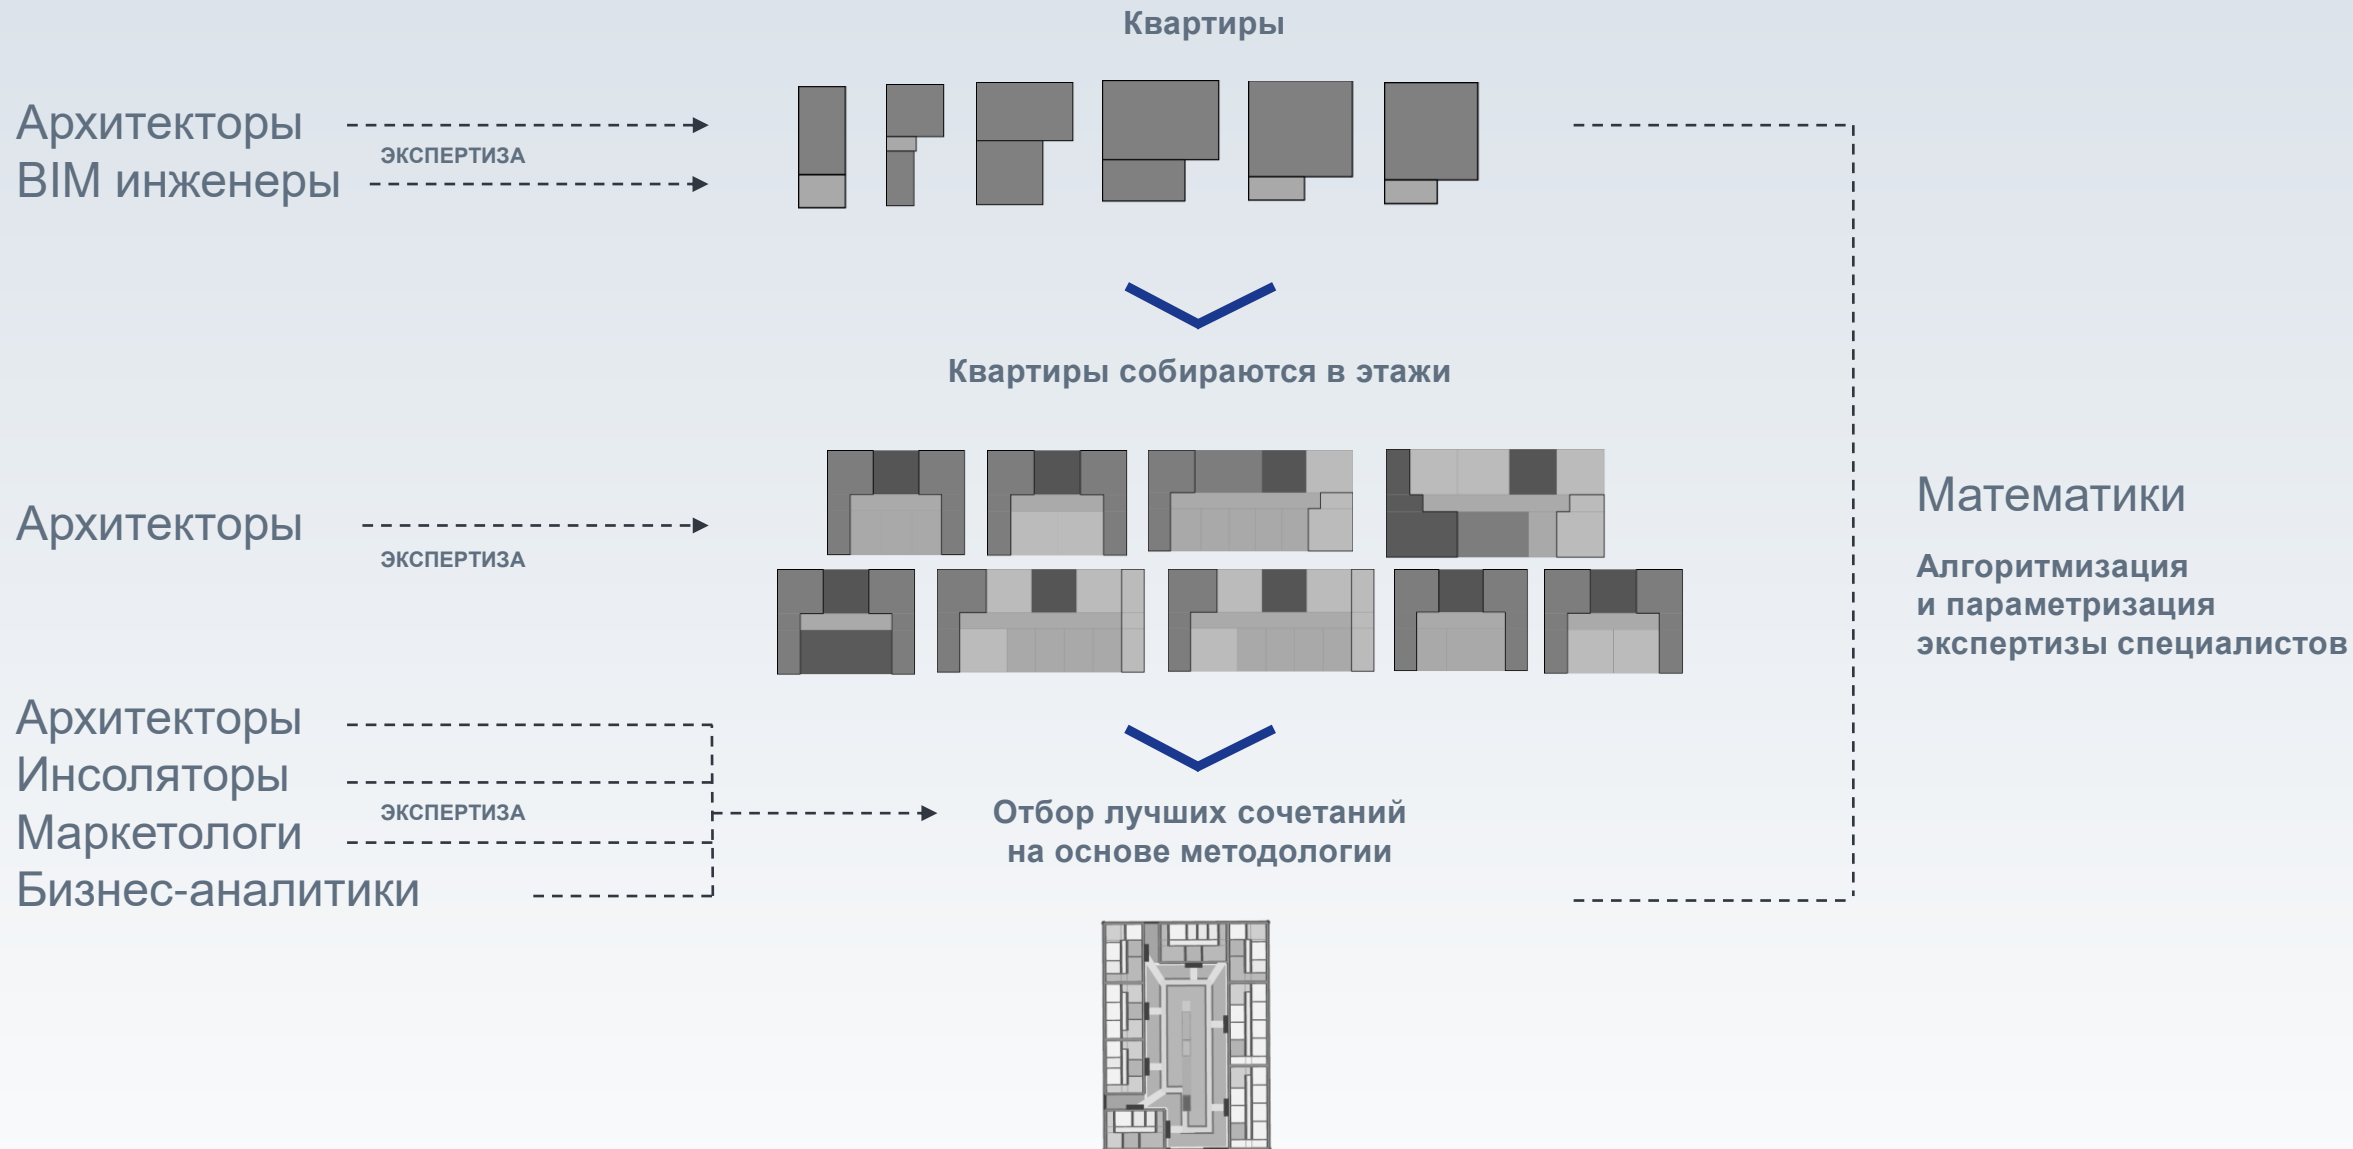 Квартиры
Архитекторы
ЭКСПЕРТИЗА
BIM инженеры
Квартиры собираются в этажи
Архитекторы
ЭКСПЕРТИЗА
Математики
Алгоритмизация
и параметризация
экспертизы специалистов
Архитекторы
Инсоляторы
ЭКСПЕРТИЗА
Маркетологи
Бизнес-аналитики
Отбор лучших сочетаний
на основе методологии